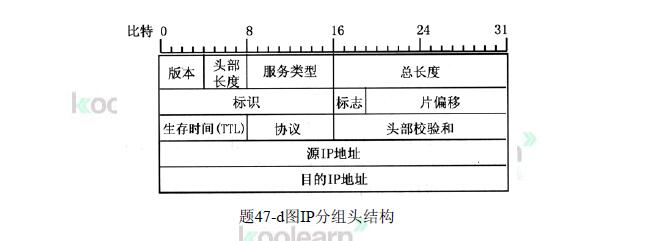 比特 0 8 16 24 31
版本 头部长度 服务类型 总长度
标识 标志 片偏移
生存时间(TTL) 协议 头部校验和
源IP地址
目的IP地址
题47-d图IP分组头结构
kooc
koolearn
koolearn